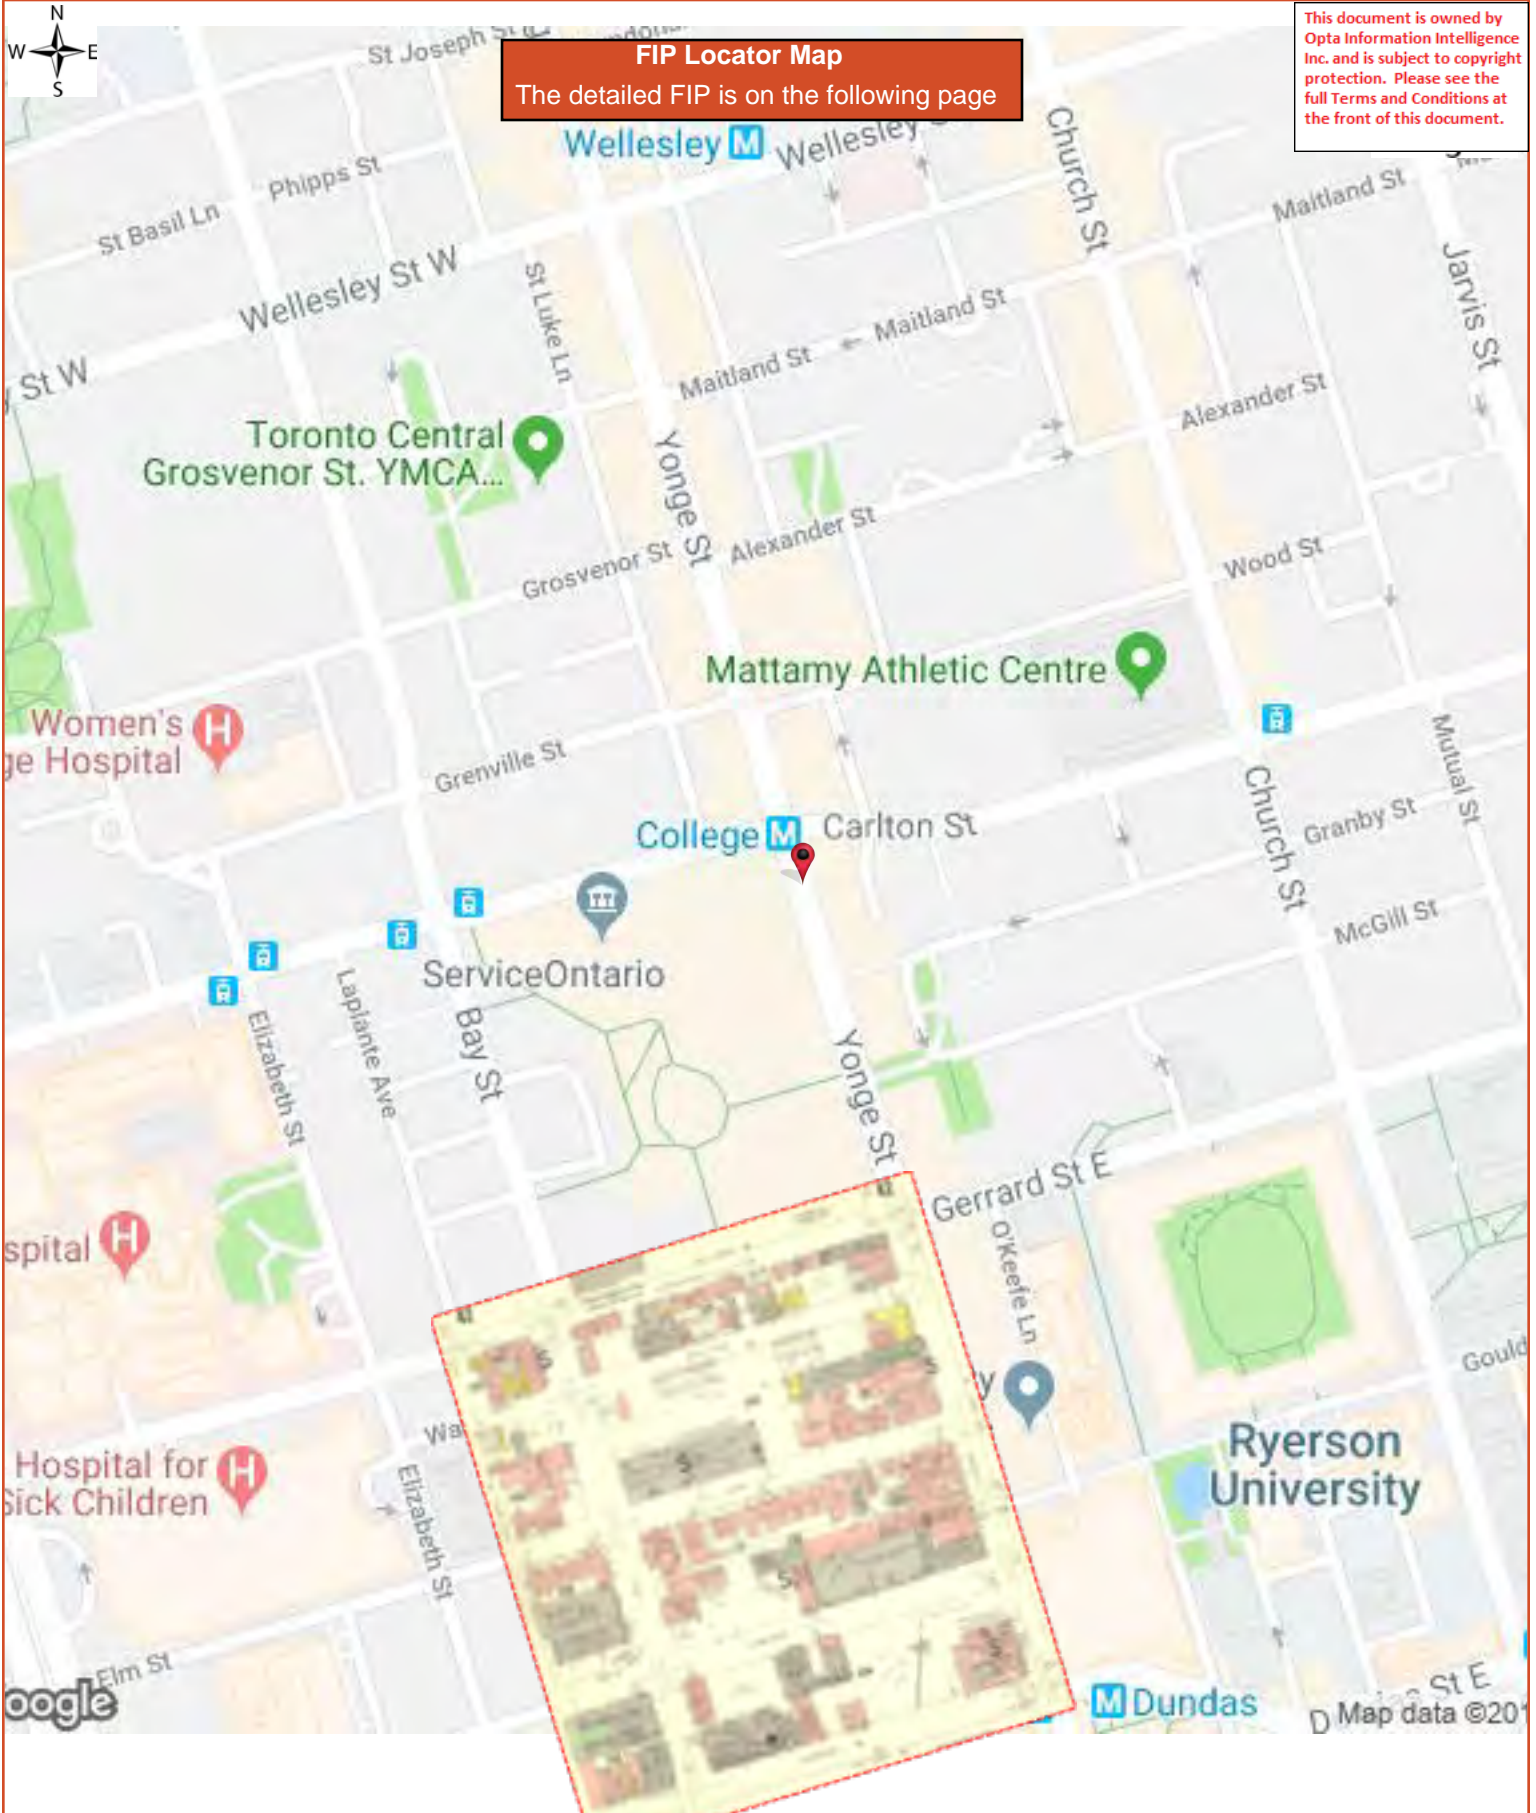 N
W E
S
St Joseph St
FIP Locator Map
The detailed FIP is on the following page
This document is owned by
Opta Information Intelligence
Inc. and is subject to copyright
protection. Please see the
full Terms and Conditions at
the front of this document.
Wellesley M
Wellesley
Church St
Phipps St
St Basil Ln
Maitland St
Wellesley St W
St Luke Ln
Jarvis St
Maitland St
Maitland St
St W
Alexander St
Toronto Central
Grosvenor St. YMCA...
Yonge St
Alexander St
Grosvenor St
Wood St
Mattamy Athletic Centre
Women's
ge Hospital
H
Mutual St
Grenville St
Church St
College M
Carlton St
Granby St
McGill St
ServiceOntario
Laplante Ave
Elizabeth St
Bay St
Yonge St
Gerrard St E
O'Keefe Ln
spital
H
S
S
Gould
y
Wa
Ryerson
University
Hospital for
Sick Children
H
S
Elizabeth St
S
S
Elm St
oogle
M Dundas
St E
D
Map data ©201